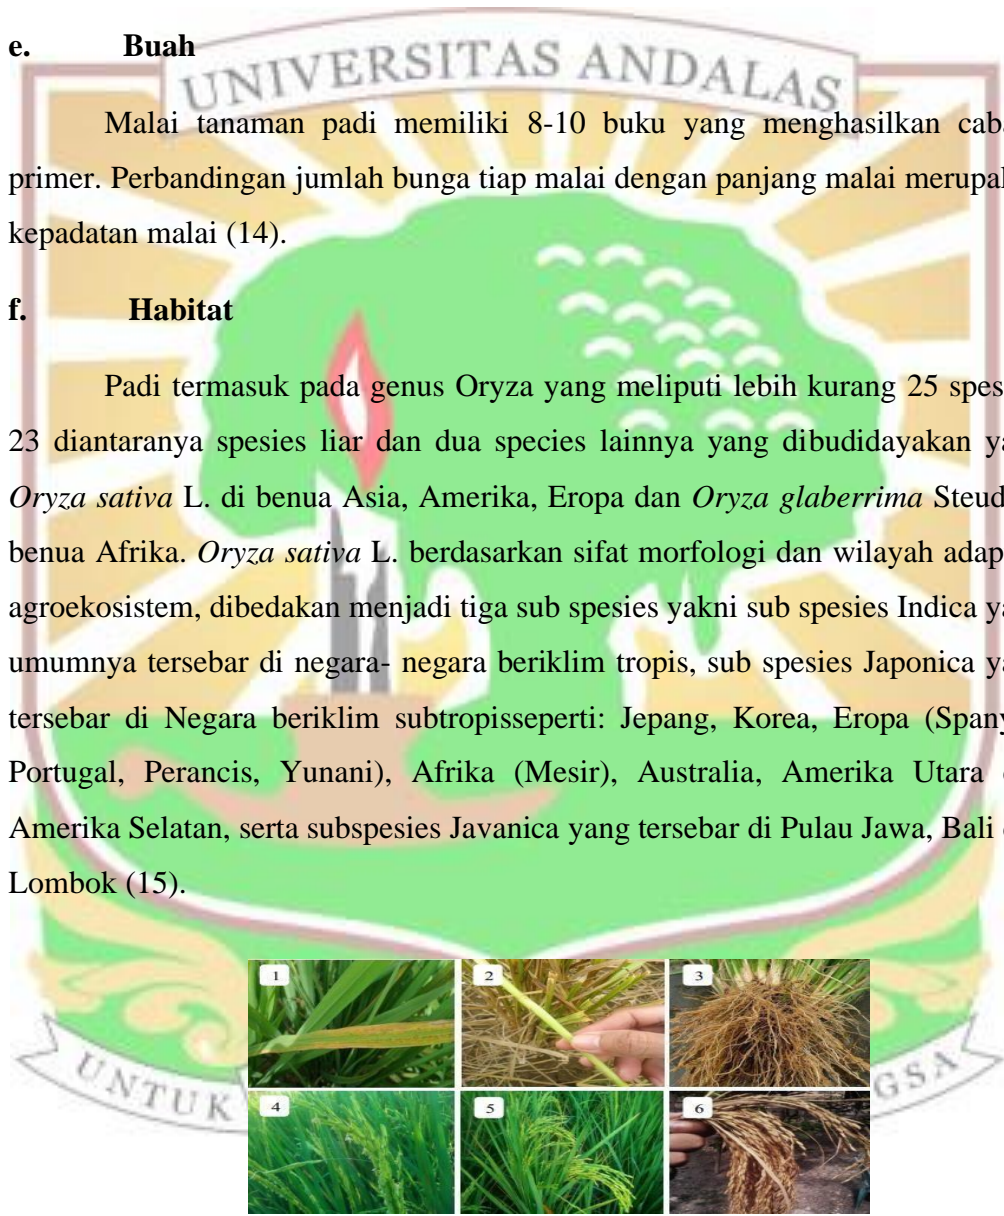 e. Buah
UNIVERSITAS ANDALAS
Malai tanaman padi memiliki 8-10 buku yang menghasilkan cab
primer. Perbandingan jumlah bunga tiap malai dengan panjang malai merupa
kepadatan malai (14).
f. Habitat
Padi termasuk pada genus Oryza yang meliputi lebih kurang 25 spes
23 diantaranya spesies liar dan dua species lainnya yang dibudidayakan ya
Oryza sativa L. di benua Asia, Amerika, Eropa dan Oryza glaberrima Steud
benua Afrika. Oryza sativa L. berdasarkan sifat morfologi dan wilayah adap
agroekosistem, dibedakan menjadi tiga sub spesies yakni sub spesies Indica ya
umumnya tersebar di negara- negara beriklim tropis, sub spesies Japonica ya
tersebar di Negara beriklim subtropisseperti: Jepang, Korea, Eropa (Spany
Portugal, Perancis, Yunani), Afrika (Mesir), Australia, Amerika Utara
Amerika Selatan, serta subspesies Javanica yang tersebar di Pulau Jawa, Bali
Lombok (15).
1 2 3
UNTUK GSA
4 5 6